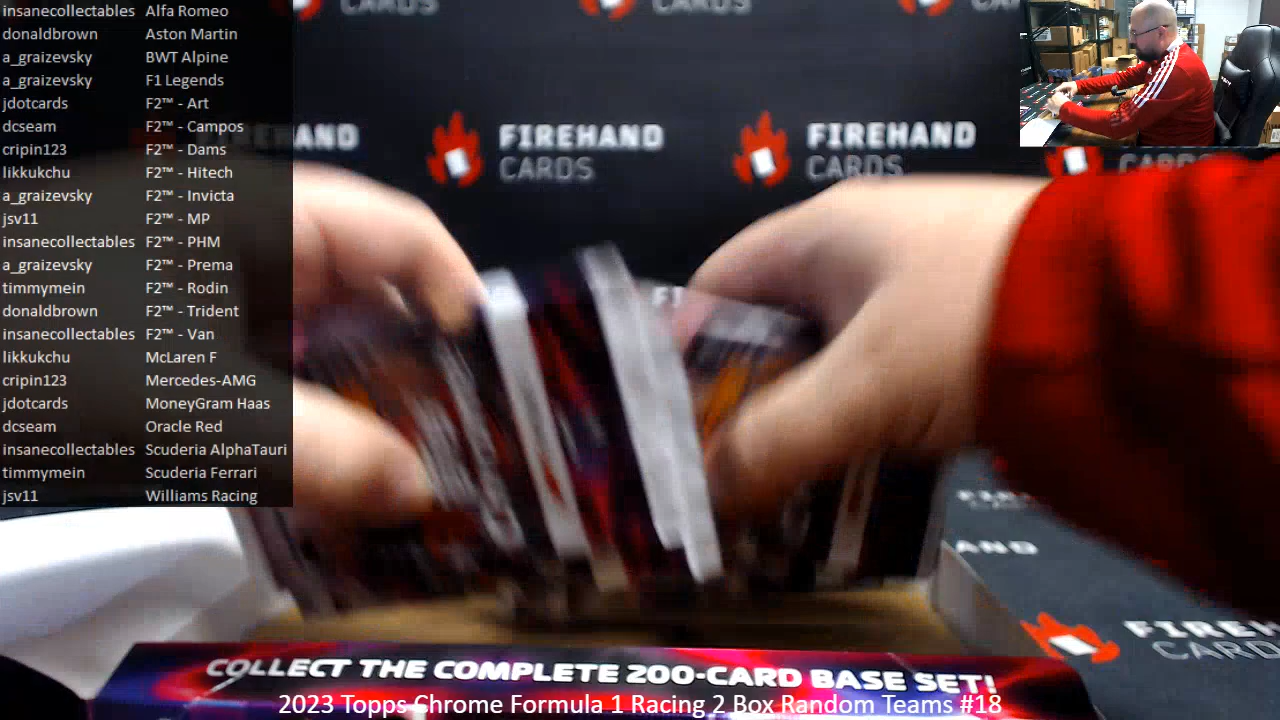 insanecollectables Alfa Romeo
donaldbrown Aston Martin
a_graizevsky BWT Alpine
a_graizevsky F1 Legends
jdotcards F2™ - Art
dcseam F2™ - Campos
cripin123 F2™ - Dams
likkukchu F2™ - Hitech
a_graizevsky F2™ - Invicta
jsv11 F2™ - MP
insanecollectables F2™ - PHM
a_graizevsky F2™ - Prema
timmymein F2™ - Rodin
donaldbrown F2™ - Trident
insanecollectables F2™ - Van
likkukchu McLaren F
cripin123 Mercedes-AMG
jdotcards MoneyGram Haas
dcseam Oracle Red
insanecollectables Scuderia AlphaTauri
timmymein Scuderia Ferrari
jsv11 Williams Racing
CARDS
CARDS
FIREHAND
CARDS
FIREHAND
CARDS
CARDS
COLLECT THE COMPLETE 200-CARD BASE SET!
2023 Topps Chrome Formula 1 Racing 2 Box Random Teams #18